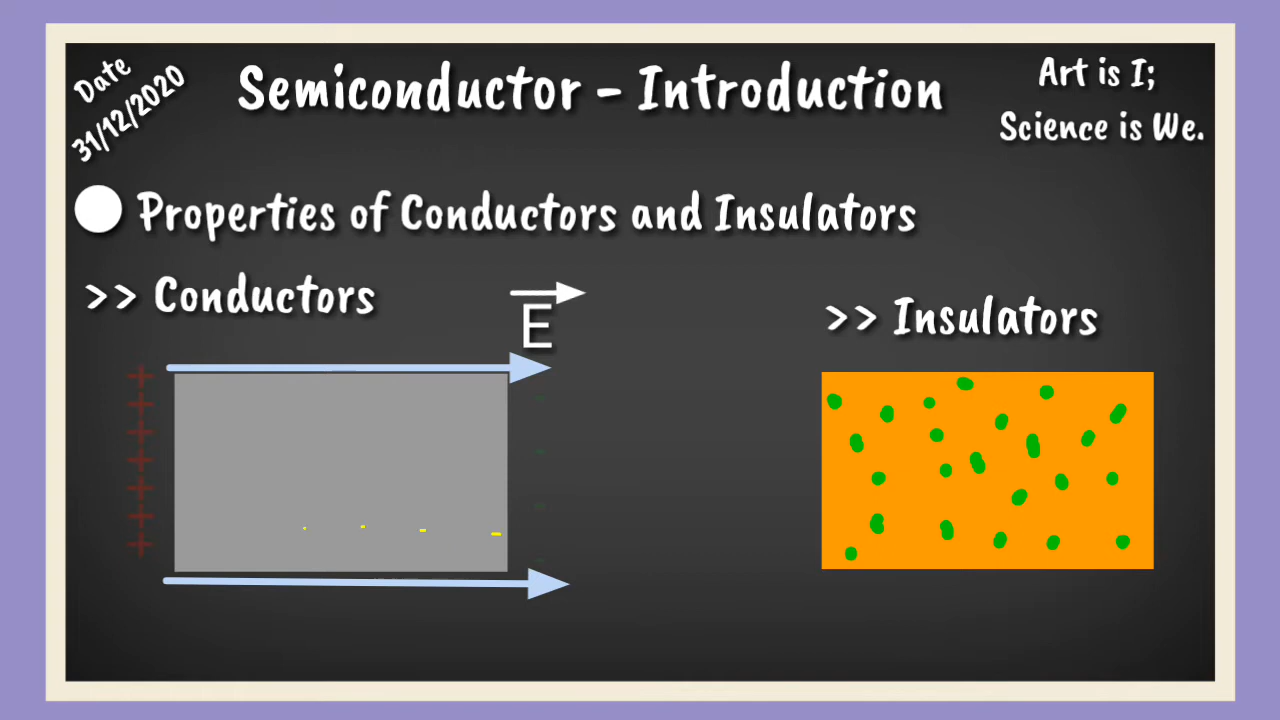 Date
31/12/2020
Semiconductor - Introduction
Art is I;
Science is We.
Properties of Conductors and Insulators
>> Conductors
E
>> Insulators
+
+
+
+
+
+
+